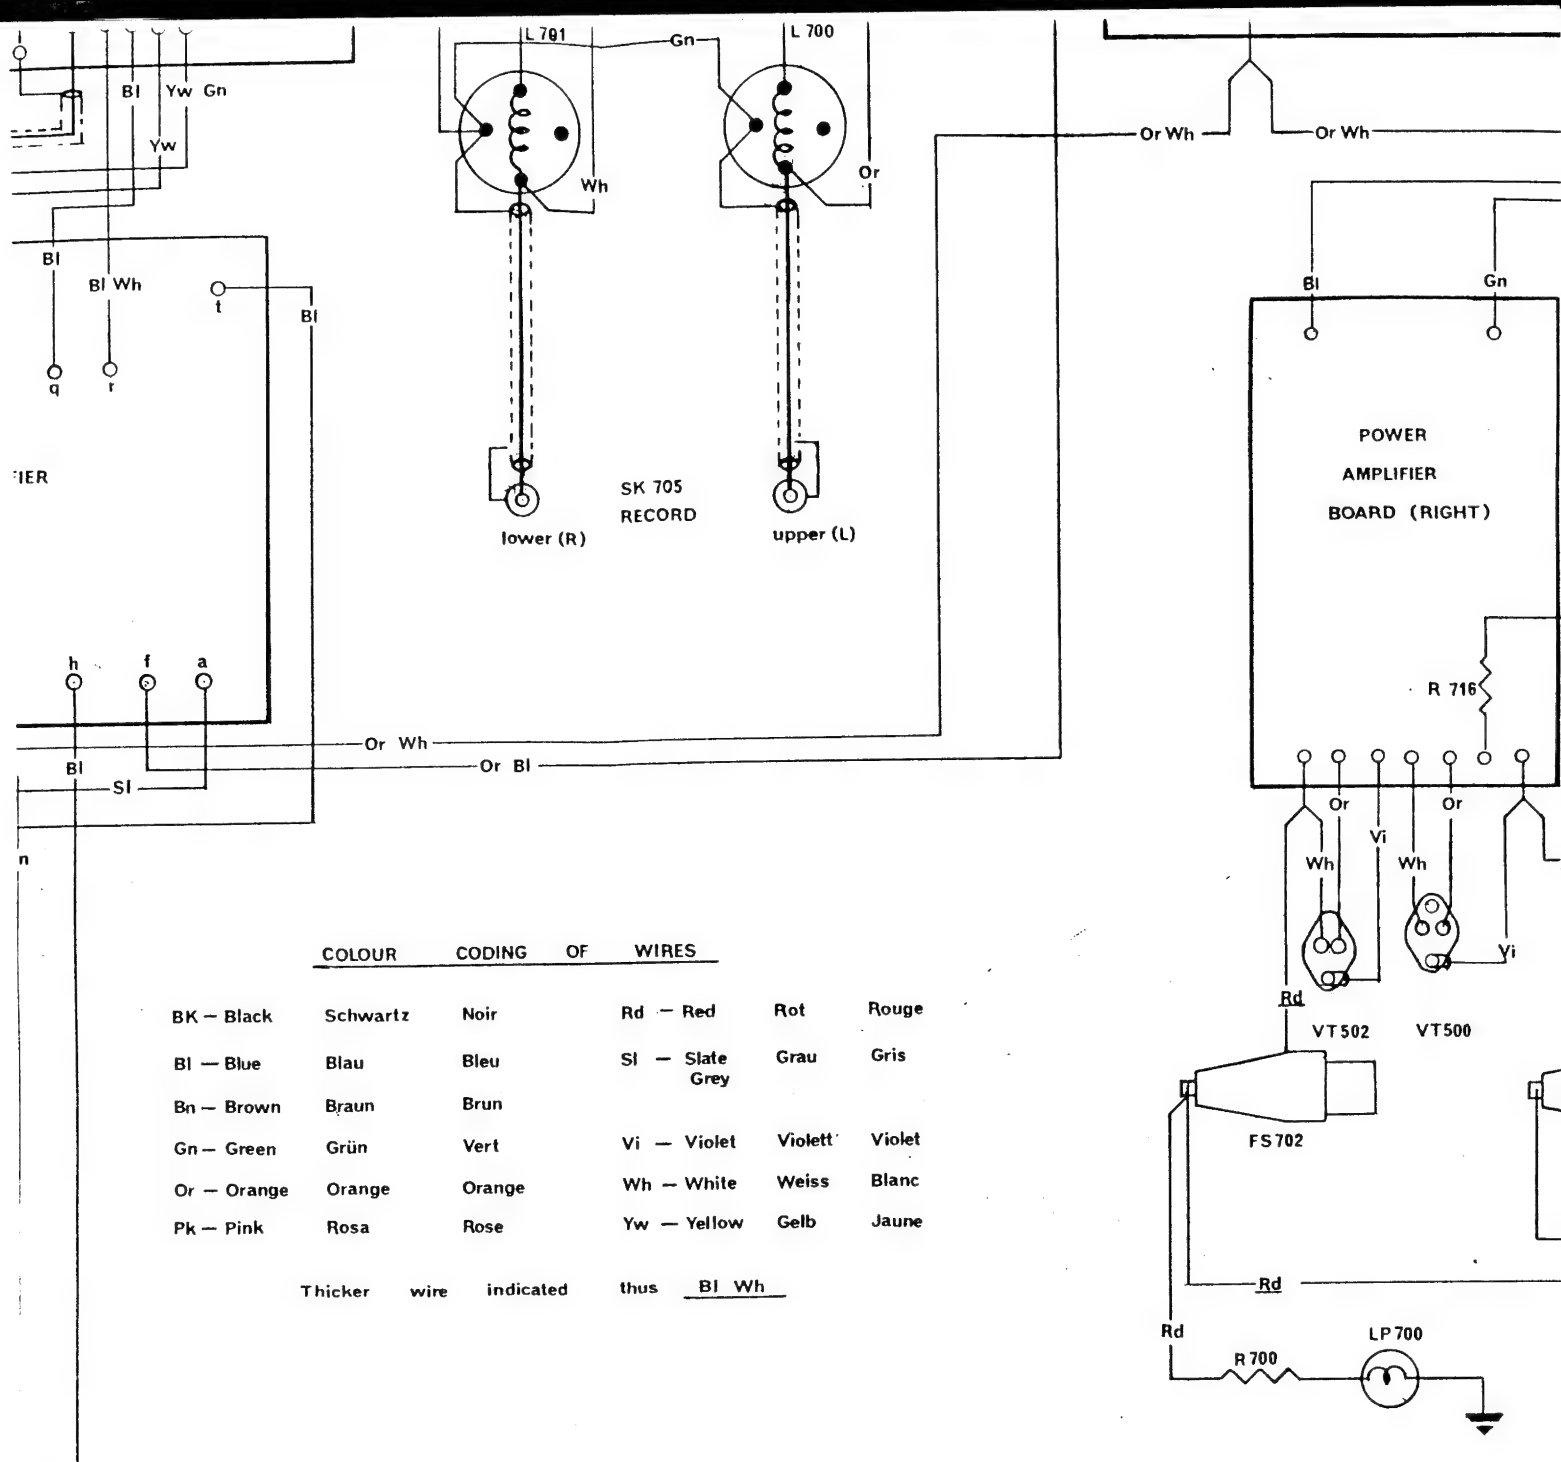 L 701
L 700
Gn
Bl
Yw Gn
Yw
Or Wh
Or Wh
Wh
Or
Bl
Bl Wh
t
Bl
Bl
Gn
q
r
POWER
AMPLIFIER
BOARD (RIGHT)
FIER
SK 705
RECORD
lower (R)
upper (L)
h
f
a
R 716
Or Wh
Or Bl
Bl
Sl
Or
Or
Vi
Wh
Wh
n
Vi
Rd
VT502
VT500
COLOUR CODING OF WIRES
BK — Black Schwartz Noir Rd — Red Rot Rouge
Bl — Blue Blau Bleu Sl — Slate Grau Gris
Grey
Bn — Brown Braun Brun
Gn — Green Grün Vert Vi — Violet Violett Violet
Or — Orange Orange Orange Wh — White Weiss Blanc
Pk — Pink Rosa Rose Yw — Yellow Gelb Jaune
Thicker wire indicated thus Bl Wh
FS702
Rd
Rd
R700
LP700